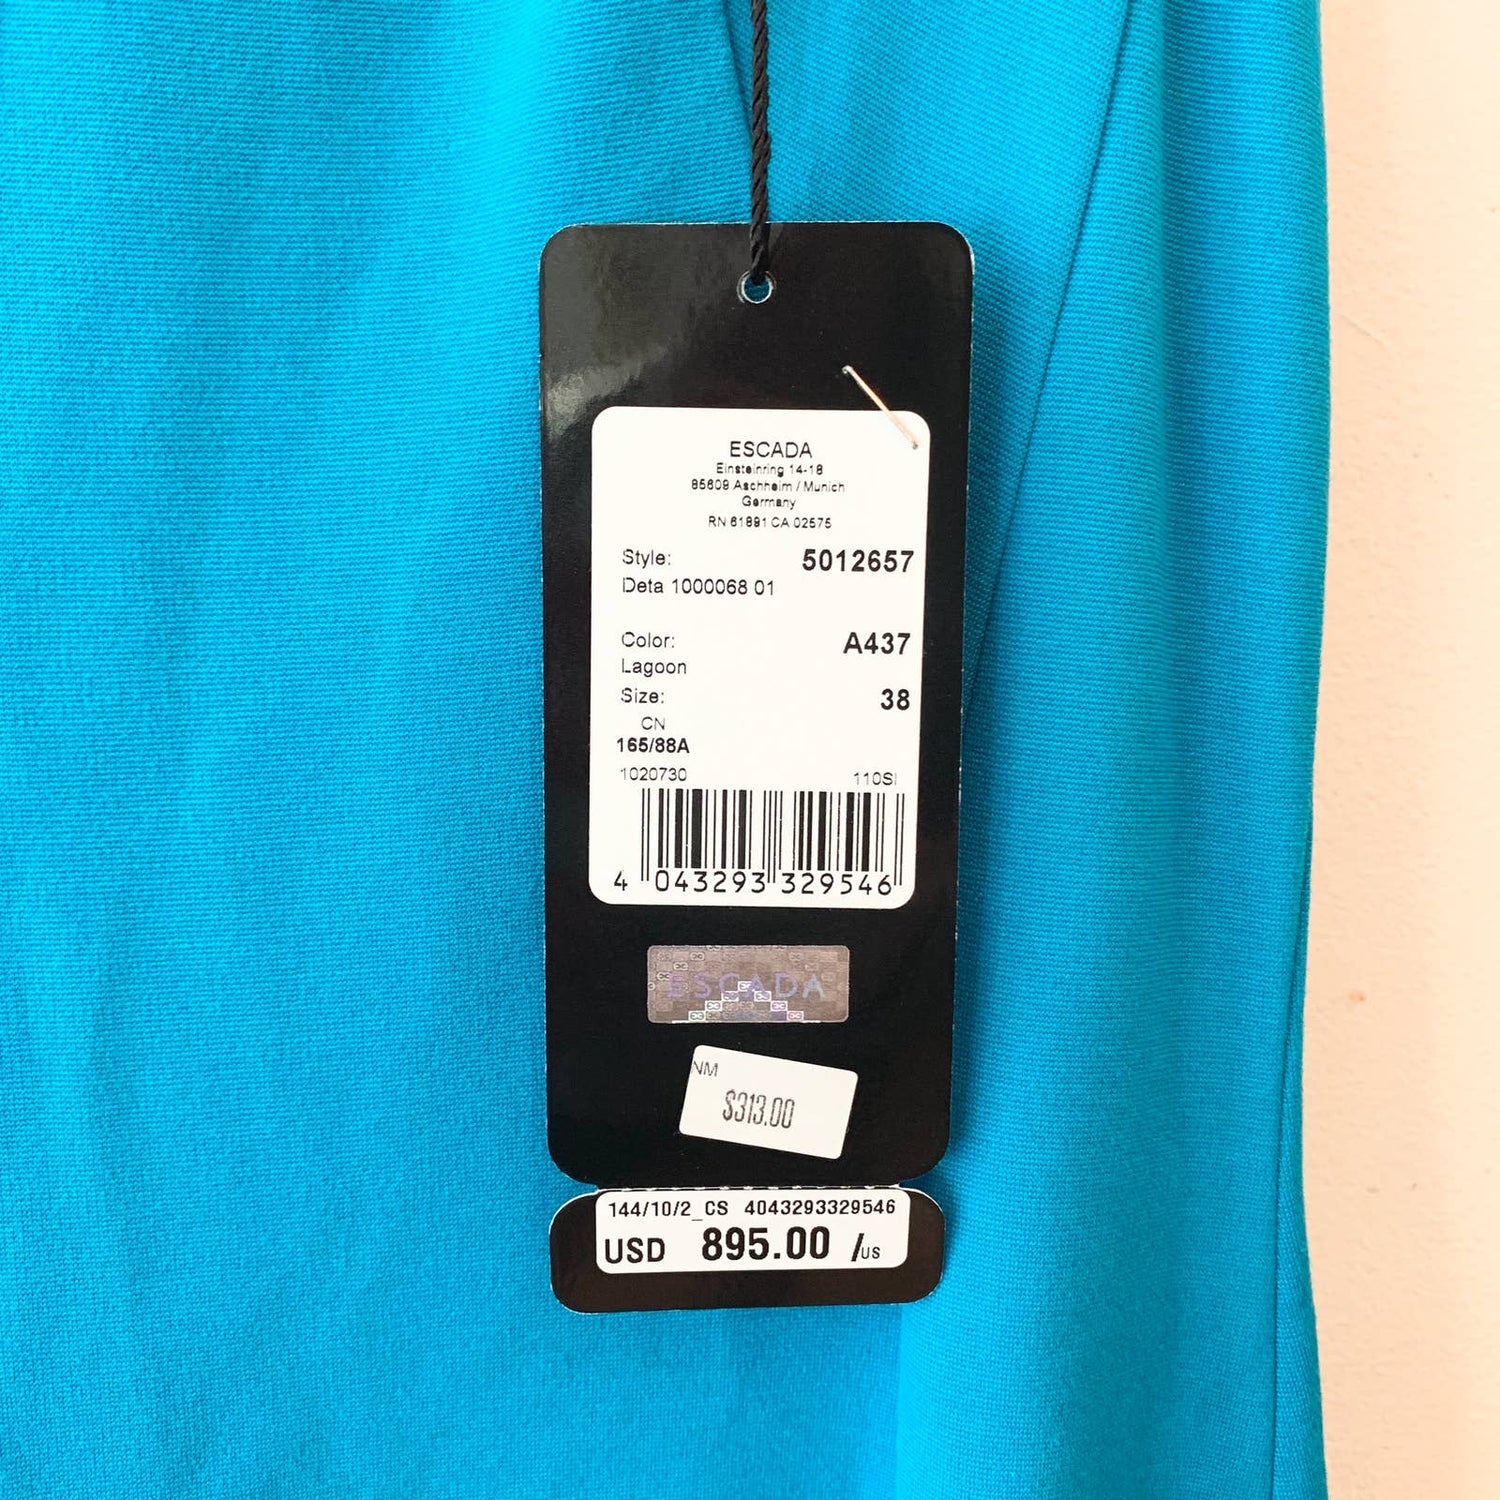 ESCADA
Einsteinring 14-18
85609 Aschheim / Munich
Germany
RN 61891 CA 02575
Style: 5012657
Deta 1000068 01
Color: A437
Lagoon
Size: 38
CN
165/88A
1020730 110SI
4 043293 329546
ESCADA
NM
$313.00
144/10/2_CS 4043293329546
USD 895.00 /US